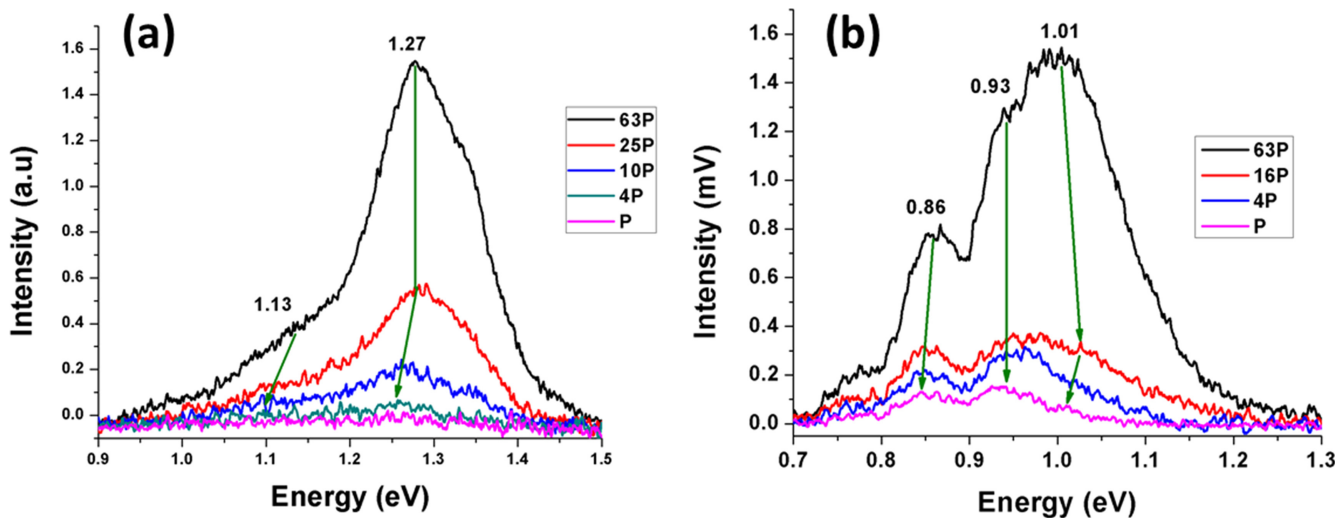 (a)
1.27
1.13
63P
25P
10P
4P
P
Intensity (a.u)
1.6
1.4
1.2
1.0
0.8
0.6
0.4
0.2
0.0
0.9 1.0 1.1 1.2 1.3 1.4 1.5
Energy (eV)
(b)
1.01
0.93
0.86
63P
16P
4P
P
Intensity (mV)
1.6
1.4
1.2
1.0
0.8
0.6
0.4
0.2
0.0
0.7 0.8 0.9 1.0 1.1 1.2 1.3
Energy (eV)